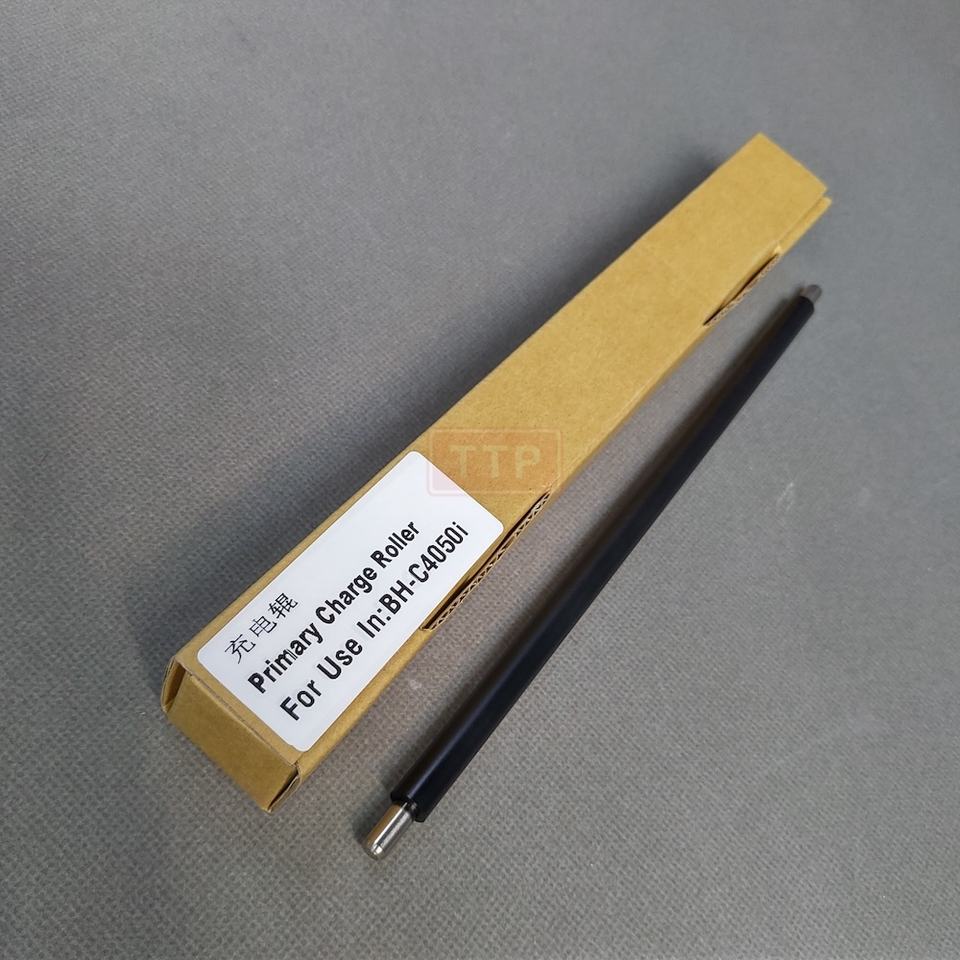 TTP
充电辊
Primary Charge Roller
For Use In:BH-C4050i